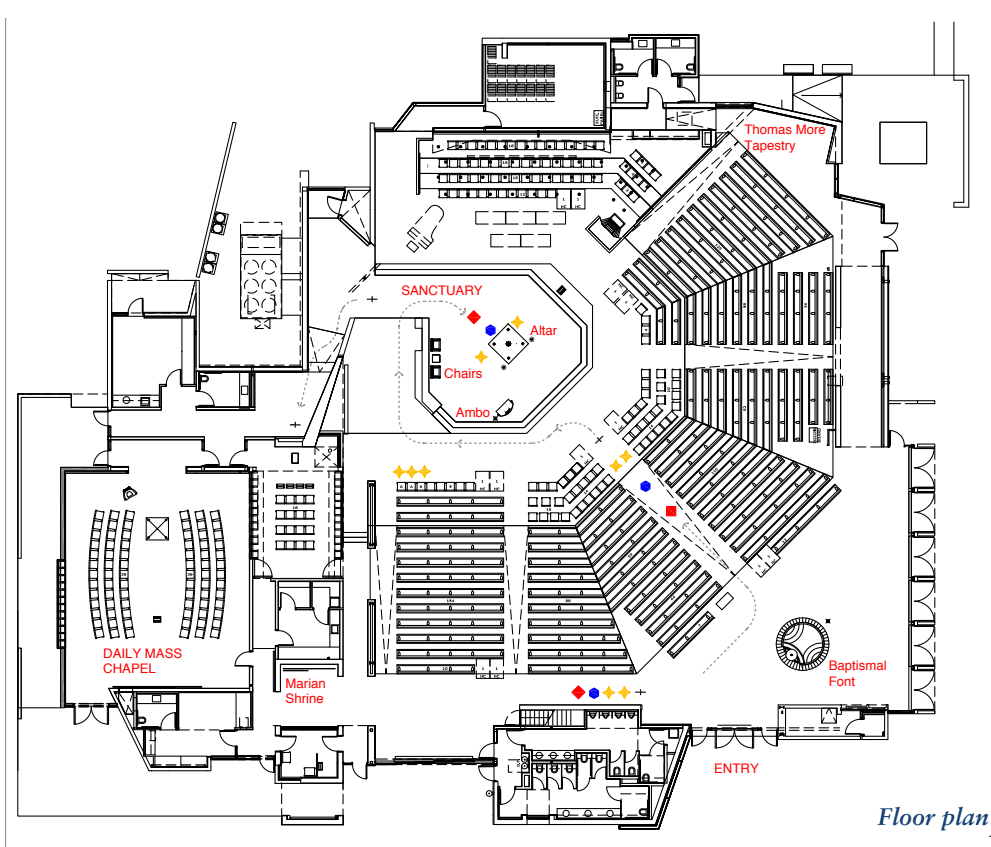 Thomas More
Tapestry
SANCTUARY
Altar
Chairs
Ambo
DAILY MASS
CHAPEL
Marian
Shrine
Baptismal
Font
ENTRY
Floor plan